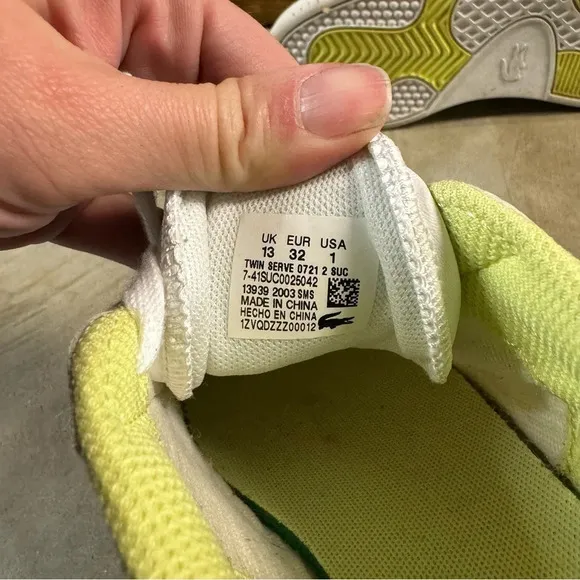 UK EUR USA
13 32 1
TWIN SERVE 0721 2 SUC
7-41SUC0025042
13939 2003 SMS
MADE IN CHINA
HECHO EN CHINA
1ZVQDZZZ00012